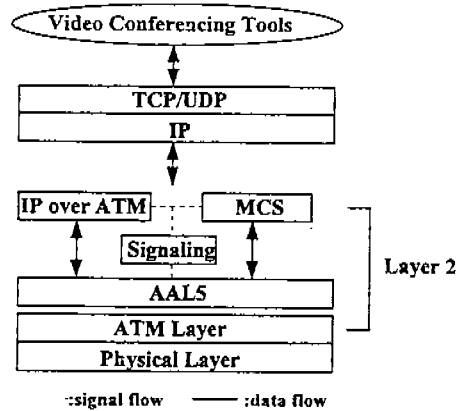 Video Conferencing Tools
TCP/UDP
IP
IP over ATM
MCS
Signaling
Layer 2
AAL5
ATM Layer
Physical Layer
:signal flow
:data flow